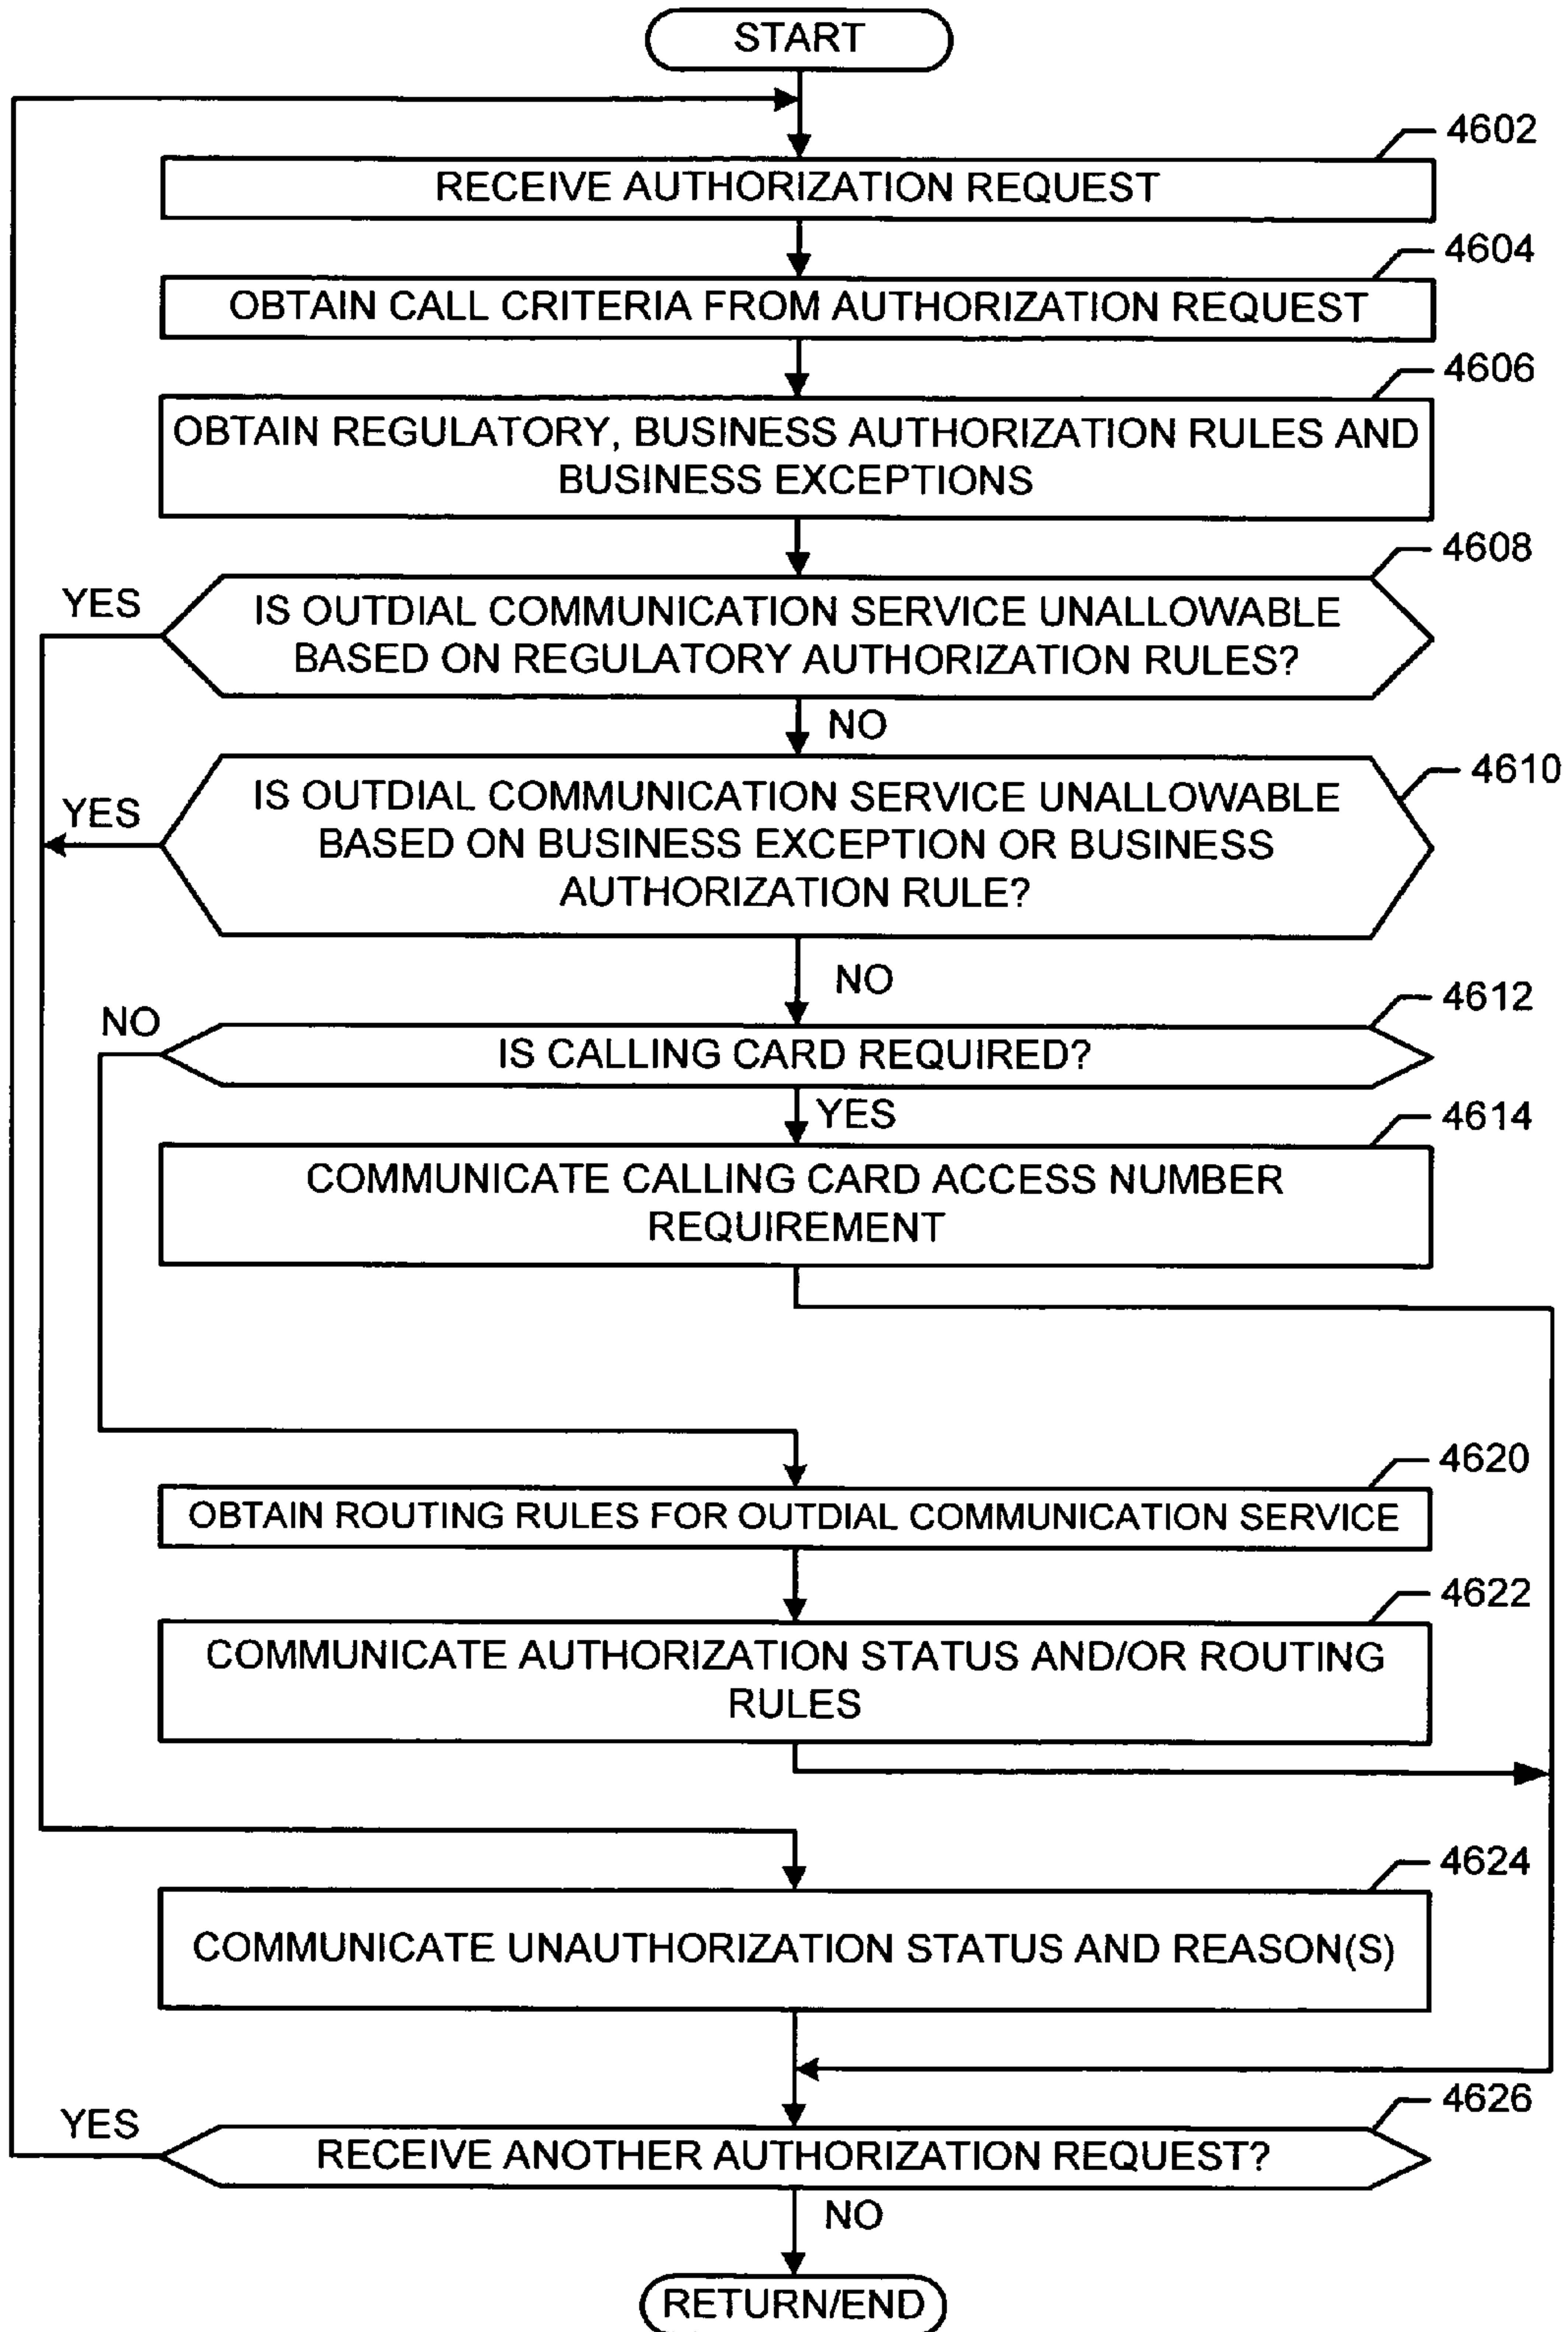 START
4602
RECEIVE AUTHORIZATION REQUEST
4604
OBTAIN CALL CRITERIA FROM AUTHORIZATION REQUEST
4606
OBTAIN REGULATORY, BUSINESS AUTHORIZATION RULES AND
BUSINESS EXCEPTIONS
4608
YES
IS OUTDIAL COMMUNICATION SERVICE UNALLOWABLE
BASED ON REGULATORY AUTHORIZATION RULES?
NO
4610
YES
IS OUTDIAL COMMUNICATION SERVICE UNALLOWABLE
BASED ON BUSINESS EXCEPTION OR BUSINESS
AUTHORIZATION RULE?
NO
4612
NO
IS CALLING CARD REQUIRED?
YES
4614
COMMUNICATE CALLING CARD ACCESS NUMBER
REQUIREMENT
4620
OBTAIN ROUTING RULES FOR OUTDIAL COMMUNICATION SERVICE
4622
COMMUNICATE AUTHORIZATION STATUS AND/OR ROUTING
RULES
4624
COMMUNICATE UNAUTHORIZATION STATUS AND REASON(S)
4626
YES
RECEIVE ANOTHER AUTHORIZATION REQUEST?
NO
RETURN/END